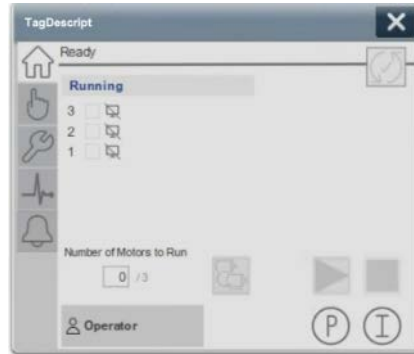 TagDescript
Ready
Running
3
2
1
Number of Motors to Run
0 / 3
Operator
P I